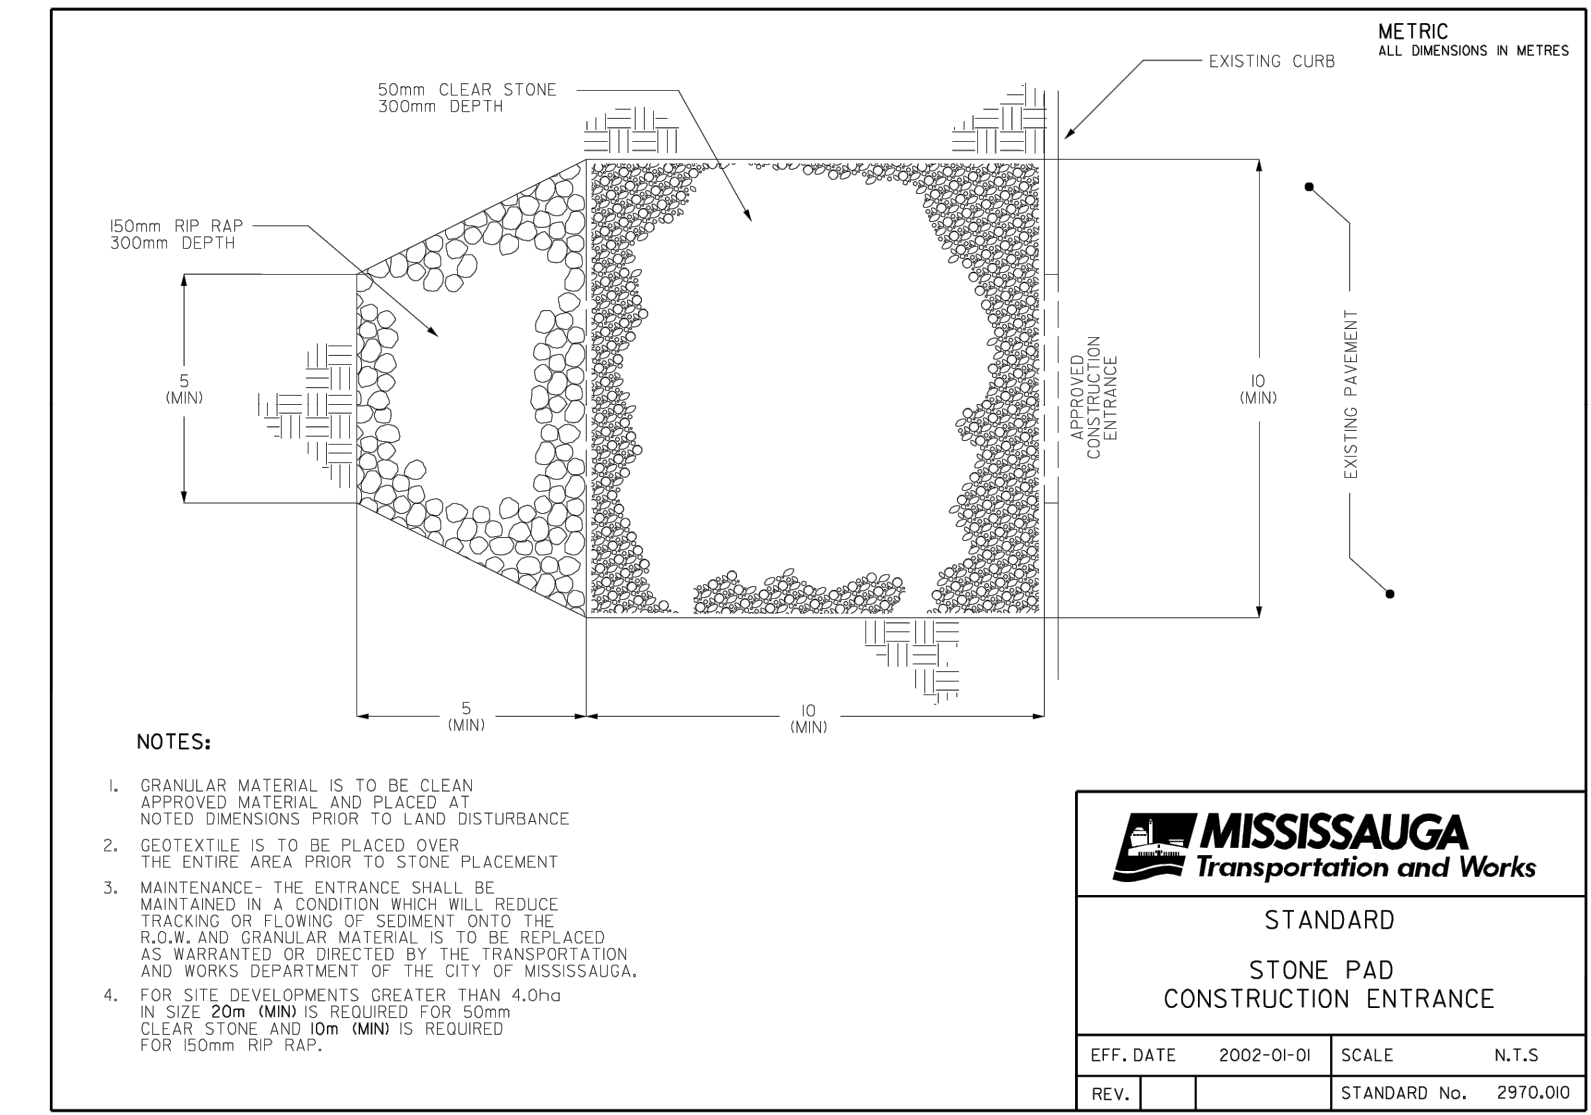 METRIC
ALL DIMENSIONS IN METRES
EXISTING CURB
50mm CLEAR STONE
300mm DEPTH
150mm RIP RAP
300mm DEPTH
5
(MIN)
APPROVED
CONSTRUCTION
ENTRANCE
10
(MIN)
EXISTING PAVEMENT
5
(MIN)
10
(MIN)
NOTES:
1. GRANULAR MATERIAL IS TO BE CLEAN
APPROVED MATERIAL AND PLACED AT
NOTED DIMENSIONS PRIOR TO LAND DISTURBANCE
2. GEOTEXTILE IS TO BE PLACED OVER
THE ENTIRE AREA PRIOR TO STONE PLACEMENT
3. MAINTENANCE- THE ENTRANCE SHALL BE
MAINTAINED IN A CONDITION WHICH WILL REDUCE
TRACKING OR FLOWING OF SEDIMENT ONTO THE
R.O.W. AND GRANULAR MATERIAL IS TO BE REPLACED
AS WARRANTED OR DIRECTED BY THE TRANSPORTATION
AND WORKS DEPARTMENT OF THE CITY OF MISSISSAUGA.
4. FOR SITE DEVELOPMENTS GREATER THAN 4.0ha
IN SIZE 20m (MIN) IS REQUIRED FOR 50mm
CLEAR STONE AND 10m (MIN) IS REQUIRED
FOR 150mm RIP RAP.
MISSISSAUGA
Transportation and Works
STANDARD
STONE PAD
CONSTRUCTION ENTRANCE
EFF. DATE 2002-01-01 SCALE N.T.S
REV. STANDARD No. 2970.010